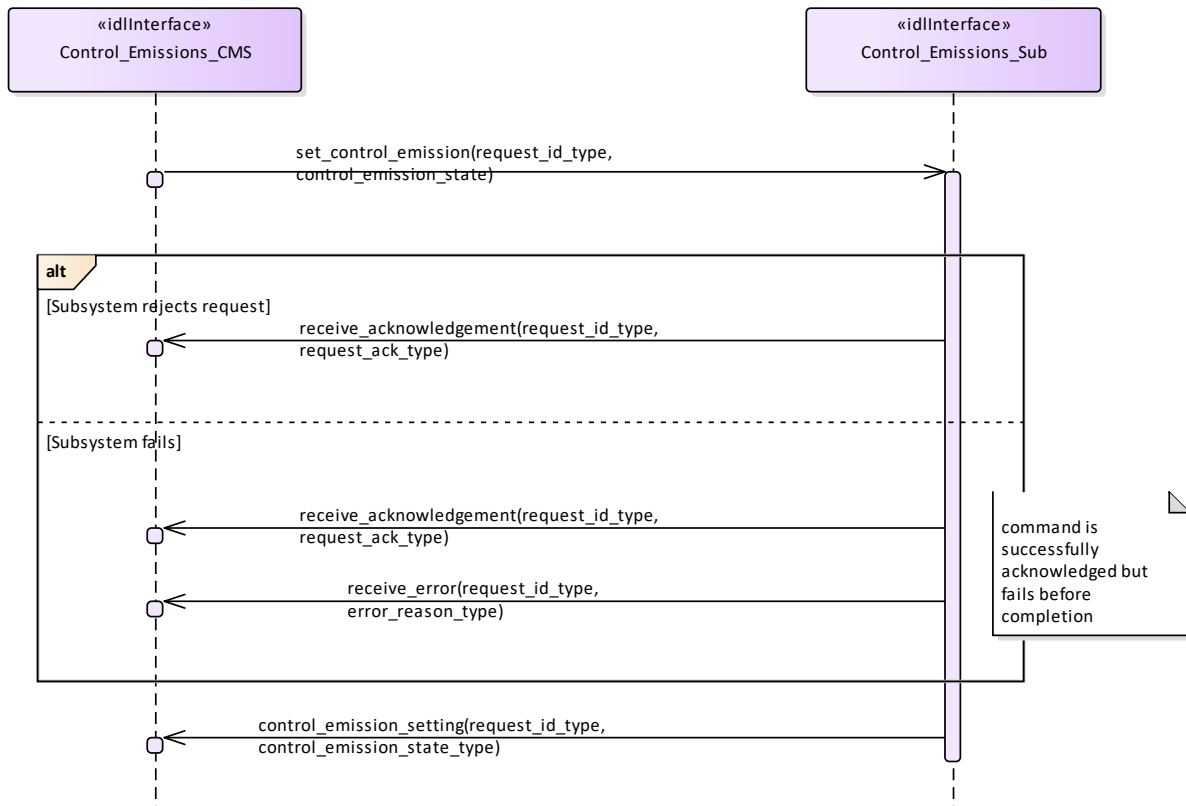 «idlInterface»
Control_Emissions_CMS
«idlInterface»
Control_Emissions_Sub
set_control_emission(request_id_type,
control_emission_state)
alt
[Subsystem rejects request]
receive_acknowledgement(request_id_type,
request_ack_type)
[Subsystem fails]
receive_acknowledgement(request_id_type,
request_ack_type)
command is
successfully
acknowledged but
fails before
completion
receive_error(request_id_type,
error_reason_type)
control_emission_setting(request_id_type,
control_emission_state_type)